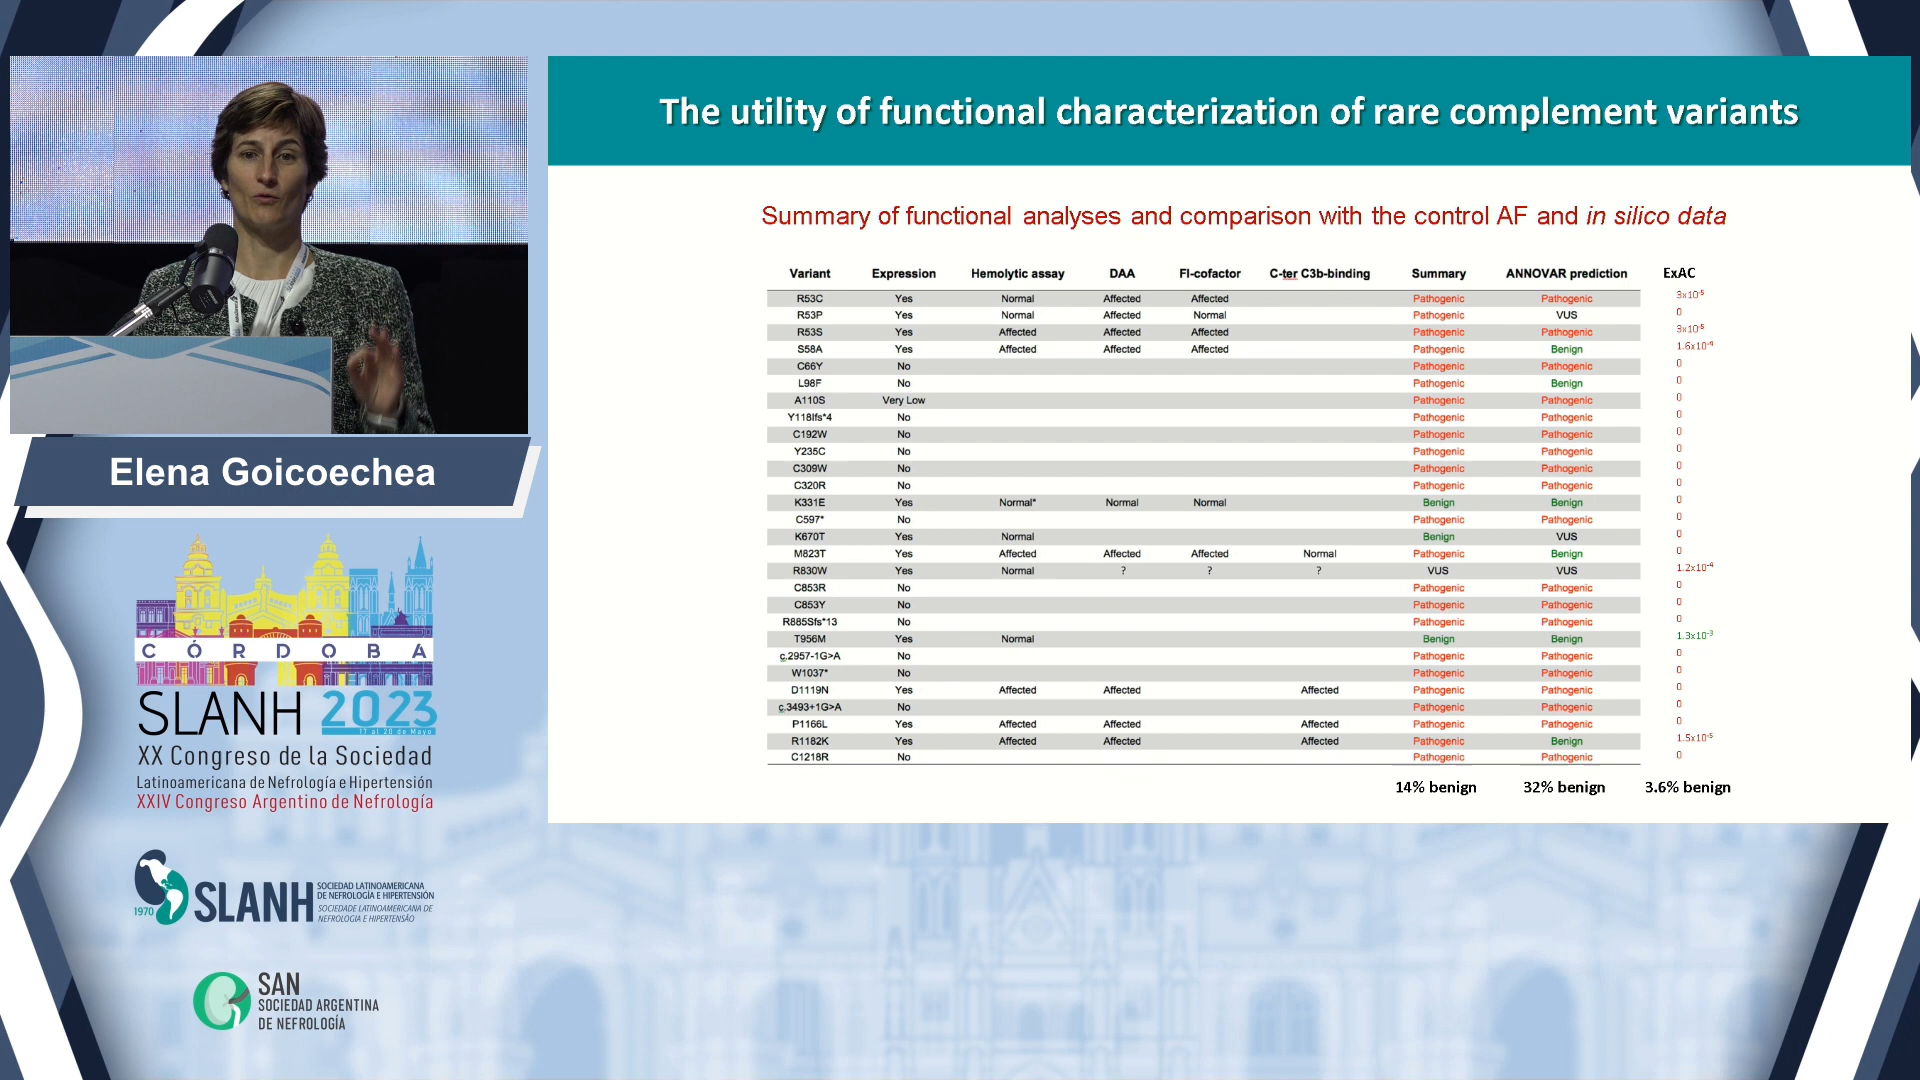 The utility of functional characterization of rare complement variants
Summary of functional analyses and comparison with the control AF and in silico data
Variant Expression Hemolytic assay DAA FI-cofactor C-ter C3b-binding Summary ANNOVAR prediction ExAC
R53C Yes Normal Affected Affected Pathogenic Pathogenic 3x10⁻⁵
R53P Yes Normal Affected Normal Pathogenic VUS 0
R53S Yes Affected Affected Affected Pathogenic Pathogenic 3x10⁻⁵
S58A Yes Affected Affected Affected Pathogenic Benign 1.6x10⁻⁴
C66Y No Pathogenic Pathogenic 0
L98F No Pathogenic Benign 0
A110S Very Low Pathogenic Pathogenic 0
Y118Ifs*4 No Pathogenic Pathogenic 0
C192W No Pathogenic Pathogenic 0
Y235C No Pathogenic Pathogenic 0
C309W No Pathogenic Pathogenic 0
C320R No Pathogenic Pathogenic 0
K331E Yes Normal* Normal Normal Benign Benign 0
C597* No Pathogenic Pathogenic 0
K670T Yes Normal Benign VUS 0
M823T Yes Affected Affected Affected Normal Pathogenic Benign 0
R830W Yes Normal ? ? ? VUS VUS 1.2x10⁻⁴
C853R No Pathogenic Pathogenic 0
C853Y No Pathogenic Pathogenic 0
R885Sfs*13 No Pathogenic Pathogenic 0
T956M Yes Normal Benign Benign 1.3x10⁻³
c.2957-1G>A No Pathogenic Pathogenic 0
W1037* No Pathogenic Pathogenic 0
D1119N Yes Affected Affected Affected Pathogenic Pathogenic 0
c.3493+1G>A No Pathogenic Pathogenic 0
P1166L Yes Affected Affected Affected Pathogenic Pathogenic 0
R1182K Yes Affected Affected Affected Pathogenic Benign 1.5x10⁻⁵
C1218R No Pathogenic Pathogenic 0
14% benign 32% benign 3.6% benign
Elena Goicoechea
CÓRDOBA
SLANH 2023
17 al 20 de Mayo
XX Congreso de la Sociedad
Latinoamericana de Nefrología e Hipertensión
XXIV Congreso Argentino de Nefrología
1970 SLANH
SOCIEDAD LATINOAMERICANA
DE NEFROLOGÍA E HIPERTENSIÓN
SOCIEDADE LATINOAMERICANA DE
NEFROLOGIA E HIPERTENSÃO
SAN
SOCIEDAD ARGENTINA
DE NEFROLOGÍA